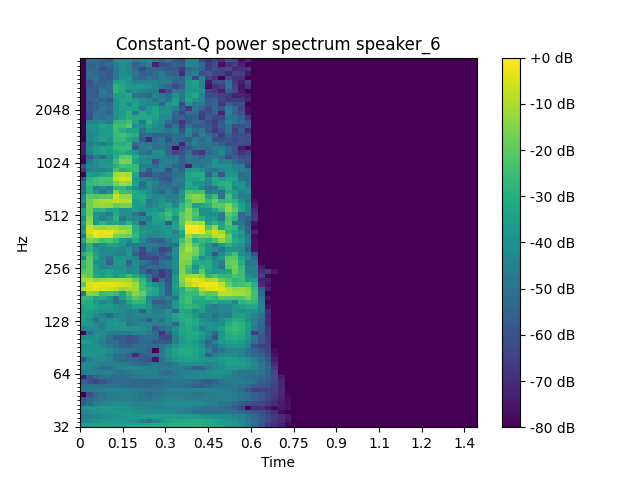 Constant-Q power spectrum speaker_6
Hz
2048
1024
512
256
128
64
32
0 0.15 0.3 0.45 0.6 0.75 0.9 1.1 1.2 1.4
Time
+0 dB
-10 dB
-20 dB
-30 dB
-40 dB
-50 dB
-60 dB
-70 dB
-80 dB